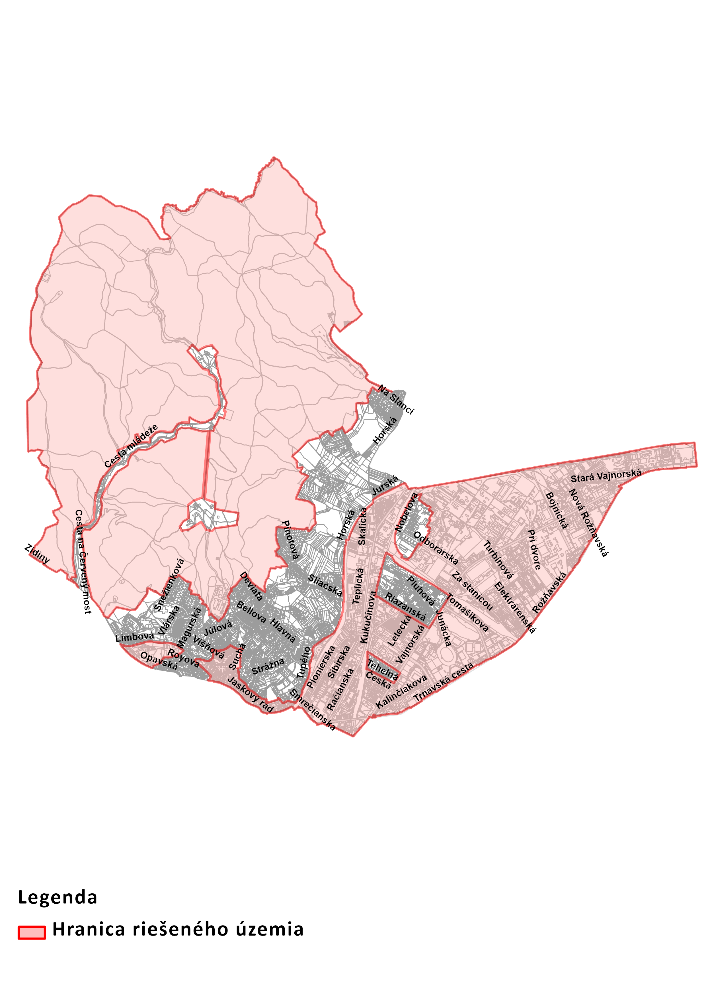 Na Slanci
Horská
Cesta mládeže
Jurská
Stará Vajnorská
Nobelova
Bojnická
Nová Rožňavská
Cesta na Červený most
Skalická
Horská
Pinotová
Zidiny
Odborárska
Pri dvore
Turbínová
Snežienková
Deviata
Sliačska
Teplická
Pluhová
Za stanicou
Elektrárenská
Rožňavská
Kukučínova
Riazanská
Tomášikova
Bellova
Vlárska
Magurská
Júlová
Hlavná
Letecká
Junácka
Limbová
Višňová
Vajnorská
Opavská
Royova
Suchá
Strážna
Tupého
Pionierska
Sibírska
Tehelná
Česká
Račianska
Kalinčiakova
Trnavská cesta
Jaskový rad
Smrečianska
Legenda
Hranica riešeného územia